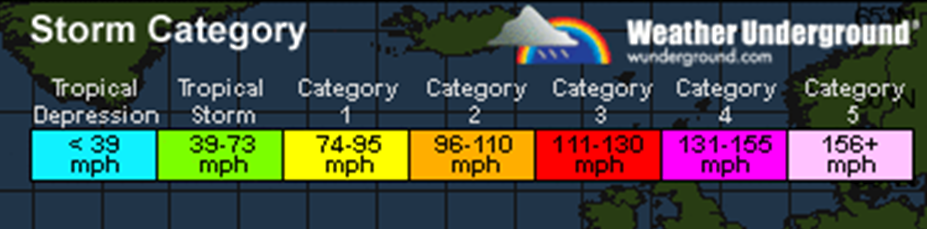 Storm Category
Weather Underground®
wunderground.com
Tropical Depression
Tropical Storm
Category 1
Category 2
Category 3
Category 4
Category 5
< 39 mph
39-73 mph
74-95 mph
96-110 mph
111-130 mph
131-155 mph
156+ mph